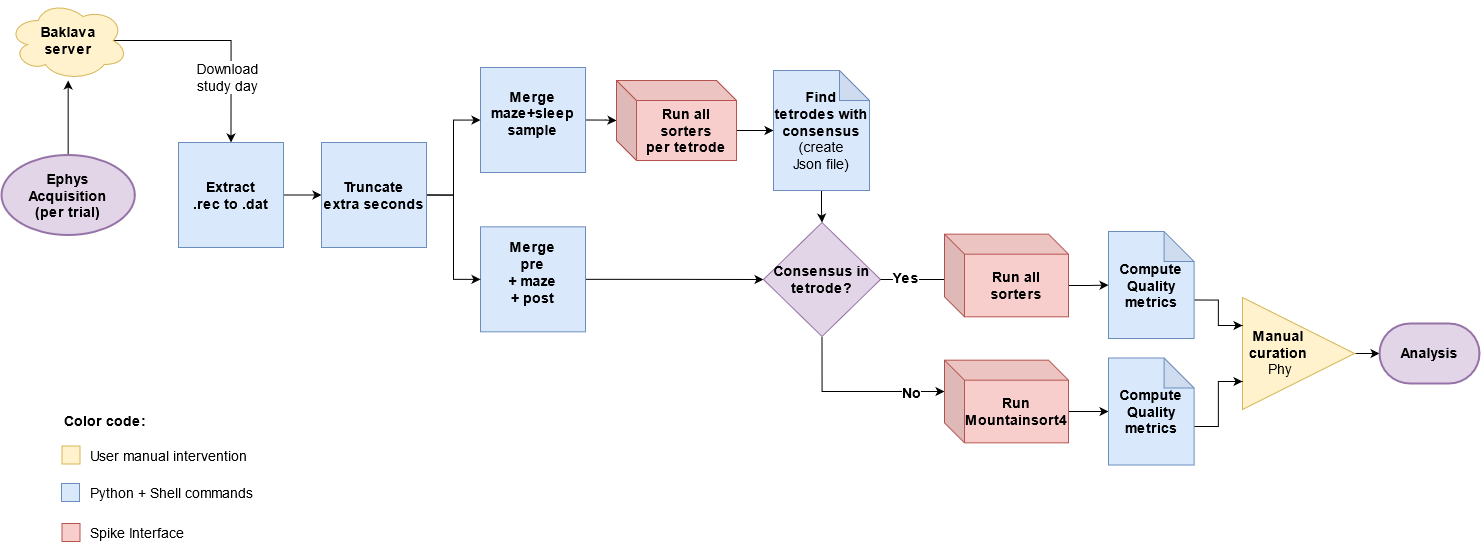 Baklava
server
Download
study day
Ephys
Acquisition
(per trial)
Extract
.rec to .dat
Truncate
extra seconds
Merge
maze+sleep
sample
Run all
sorters
per tetrode
Find
tetrodes with
consensus
(create
Json file)
Merge
pre
+ maze
+ post
Consensus in
tetrode?
Yes
Run all
sorters
Compute
Quality
metrics
No
Run
Mountainsort4
Compute
Quality
metrics
Manual
curation
Phy
Analysis
Color code:
User manual intervention
Python + Shell commands
Spike Interface